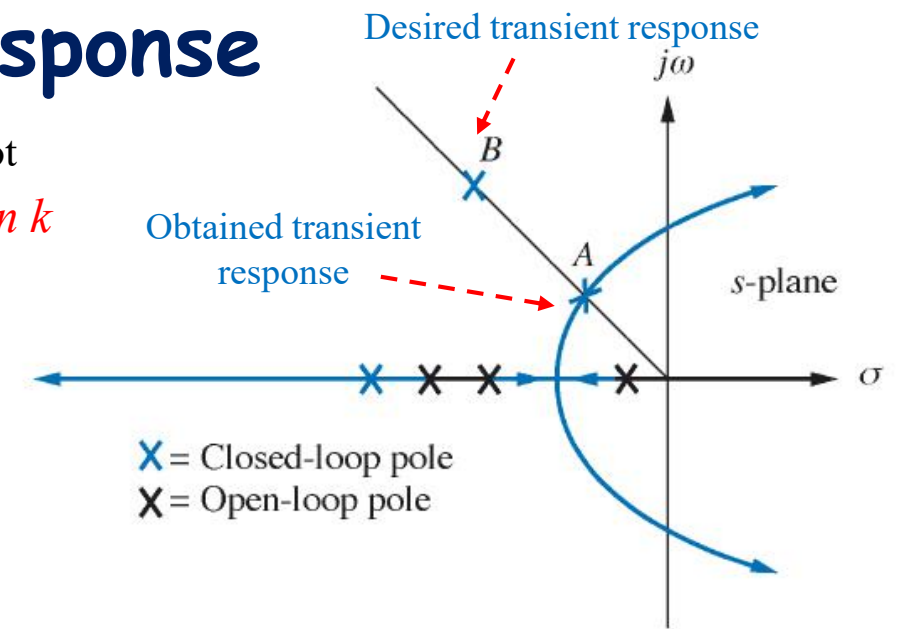 sponse
Desired transient response
jω
B
n k
Obtained transient
response
A
s-plane
σ
X = Closed-loop pole
X = Open-loop pole